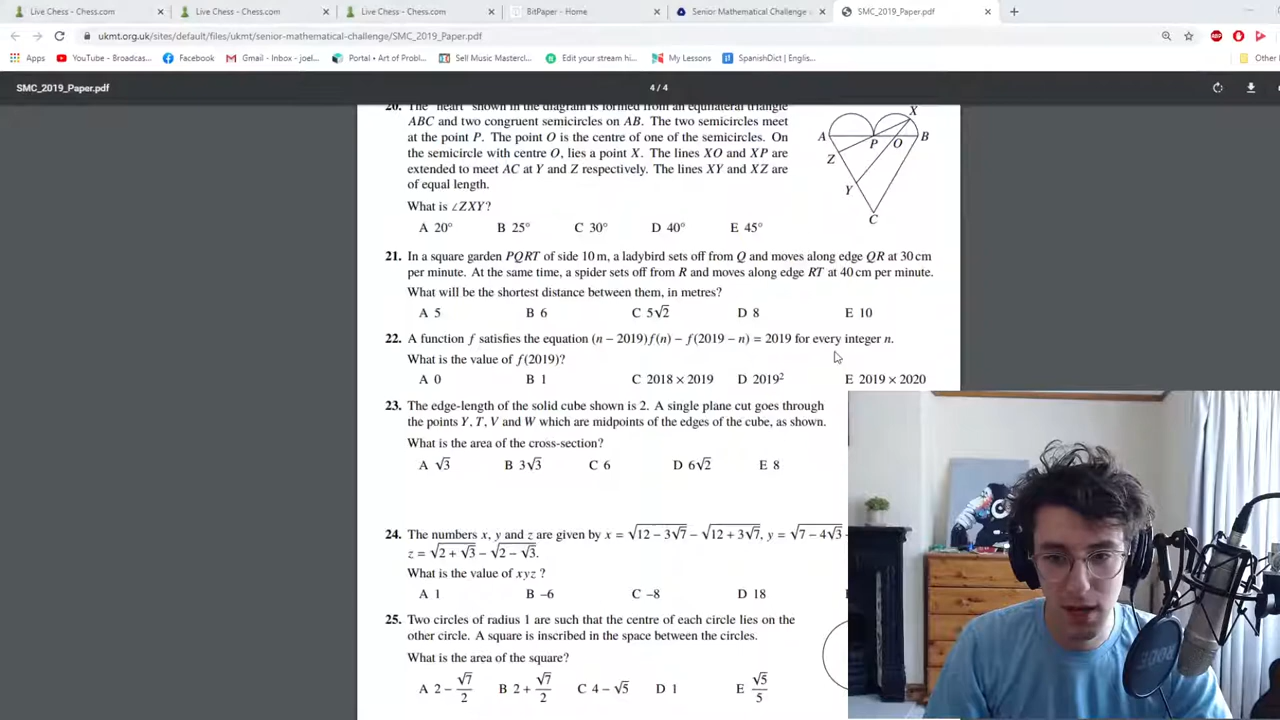 Live Chess - Chess.com
Live Chess - Chess.com
Live Chess - Chess.com
BitPaper - Home
Senior Mathematical Challenge
SMC_2019_Paper.pdf
ukmt.org.uk/sites/default/files/ukmt/senior-mathematical-challenge/SMC_2019_Paper.pdf
Apps YouTube - Broadcas... Facebook Gmail - Inbox - joel... Portal • Art of Probl... Sell Music Mastercl... Edit your stream hi... My Lessons SpanishDict | Englis... Other
SMC_2019_Paper.pdf 4 / 4
20. The "heart" shown in the diagram is formed from an equilateral triangle
ABC and two congruent semicircles on AB. The two semicircles meet
at the point P. The point O is the centre of one of the semicircles. On
the semicircle with centre O, lies a point X. The lines XO and XP are
extended to meet AC at Y and Z respectively. The lines XY and XZ are
of equal length.
What is ∠ZXY?
A 20° B 25° C 30° D 40° E 45°
X
A P O B
Z
Y
C
21. In a square garden PQRT of side 10 m, a ladybird sets off from Q and moves along edge QR at 30 cm
per minute. At the same time, a spider sets off from R and moves along edge RT at 40 cm per minute.
What will be the shortest distance between them, in metres?
A 5 B 6 C 5√2 D 8 E 10
22. A function f satisfies the equation (n − 2019)f(n) − f(2019 − n) = 2019 for every integer n.
What is the value of f(2019)?
A 0 B 1 C 2018 × 2019 D 2019² E 2019 × 2020
23. The edge-length of the solid cube shown is 2. A single plane cut goes through
the points Y, T, V and W which are midpoints of the edges of the cube, as shown.
What is the area of the cross-section?
A √3 B 3√3 C 6 D 6√2 E 8
24. The numbers x, y and z are given by x = √(12 − 3√7) − √(12 + 3√7), y = √(7 − 4√3)
z = √(2 + √3) − √(2 − √3).
What is the value of xyz ?
A 1 B −6 C −8 D 18
25. Two circles of radius 1 are such that the centre of each circle lies on the
other circle. A square is inscribed in the space between the circles.
What is the area of the square?
A 2 − √7/2 B 2 + √7/2 C 4 − √5 D 1 E √5/5
RODE